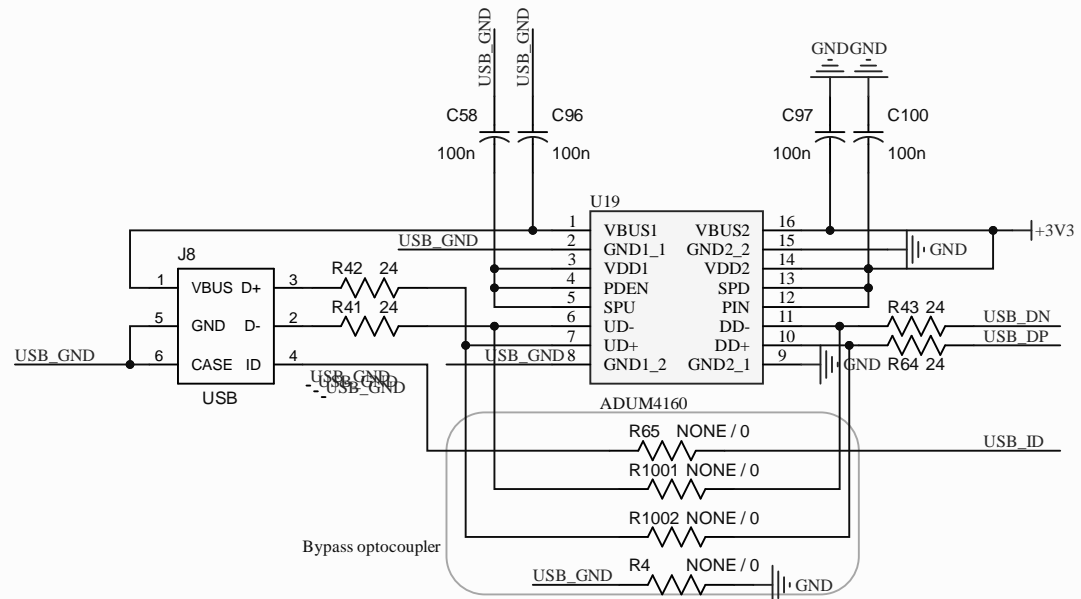 USB_GND
USB_GND
GND GND
C58
C96
C97
C100
100n
100n
100n
100n
U19
1 VBUS1 VBUS2 16
2 GND1_1 GND2_2 15
3 VDD1 VDD2 14
4 PDEN SPD 13
5 SPU PIN 12
6 UD- DD- 11
7 UD+ DD+ 10
8 GND1_2 GND2_1 9
ADUM4160
USB_GND
+3V3
GND
J8
1 VBUS D+ 3
5 GND D- 2
6 CASE ID 4
USB
USB_GND
R42 24
R41 24
USB_GND
USB_GND
USB_GND
USB_GND
R43 24
USB_DN
USB_DP
GND
R64 24
R65 NONE / 0
USB_ID
R1001 NONE / 0
R1002 NONE / 0
Bypass optocoupler
R4 NONE / 0
USB_GND
GND